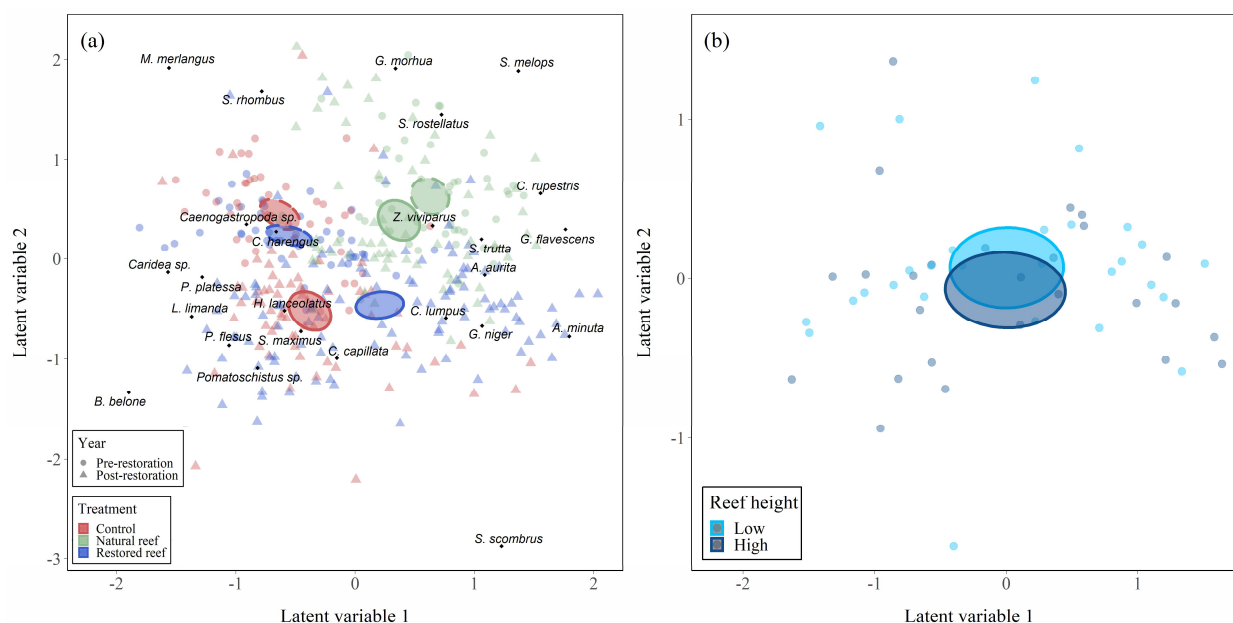 (a)
M. merlangus
G. morhua
S. melops
S. rhombus
S. rostellatus
C. rupestris
Caenogastropoda sp.
Z. viviparus
C. harengus
G. flavescens
S. trutta
Caridea sp.
A. aurita
P. platessa
H. lanceolatus
L. limanda
C. lumpus
P. flesus
S. maximus
G. niger
A. minuta
C. capillata
Pomatoschistus sp.
B. belone
S. scombrus
Year
Pre-restoration
Post-restoration
Treatment
Control
Natural reef
Restored reef
2
1
0
-1
-2
-3
-2
-1
0
1
2
Latent variable 2
Latent variable 1
(b)
Reef height
Low
High
1
0
-1
-2
-1
0
1
Latent variable 2
Latent variable 1